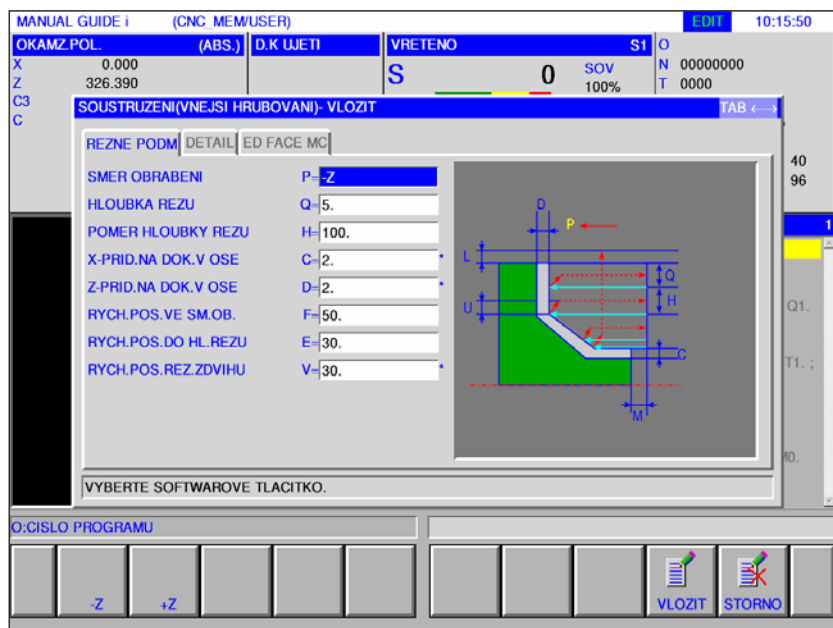 MANUAL GUIDE i (CNC_MEM/USER) EDIT 10:15:50
OKAMZ.POL. (ABS.) D.K UJETI VRETENO S1 O
X 0.000 N 00000000
Z 326.390 S 0 SOV 100% T 0000
C3
C
SOUSTRUZENI(VNEJSI HRUBOVANI)- VLOZIT TAB ←→
REZNE PODM DETAIL ED FACE MC
SMER OBRABENI P=-Z
HLOUBKA REZU Q=5.
POMER HLOUBKY REZU H=100.
X-PRID.NA DOK.V OSE C=2. *
Z-PRID.NA DOK.V OSE D=2. *
RYCH.POS.VE SM.OB. F=50.
RYCH.POS.DO HL.REZU E=30.
RYCH.POS.REZ.ZDVIHU V=30. *
D
P
L
Q
U
H
C
M
40
96
1
Q1.
T1. ;
M0.
VYBERTE SOFTWAROVE TLACITKO.
O:CISLO PROGRAMU
-Z +Z VLOZIT STORNO